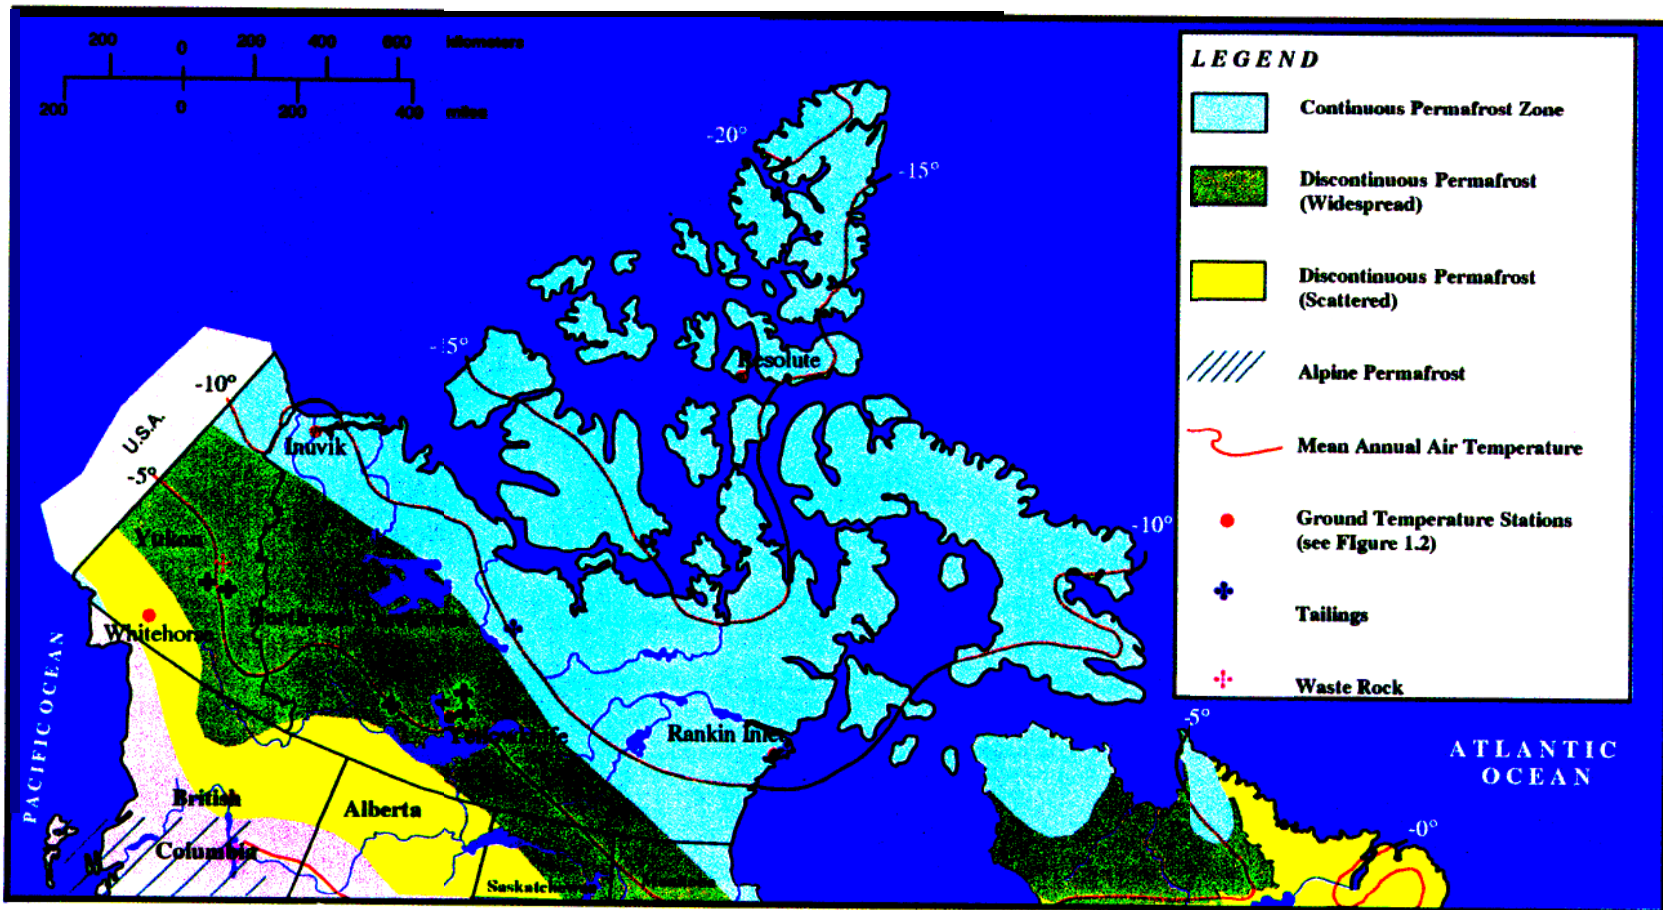 200 0 200 400 600 kilometers
200 0 200 400 miles
-20°
-15°
-15°
-10°
U.S.A.
-5°
Inuvik
Resolute
-10°
Yukon
Whitehorse
Rankin Inlet
PACIFIC OCEAN
British
Columbia
Alberta
Saskatchewan
-5°
-0°
ATLANTIC
OCEAN
LEGEND
Continuous Permafrost Zone
Discontinuous Permafrost
(Widespread)
Discontinuous Permafrost
(Scattered)
Alpine Permafrost
Mean Annual Air Temperature
Ground Temperature Stations
(see FIgure 1.2)
Tailings
Waste Rock